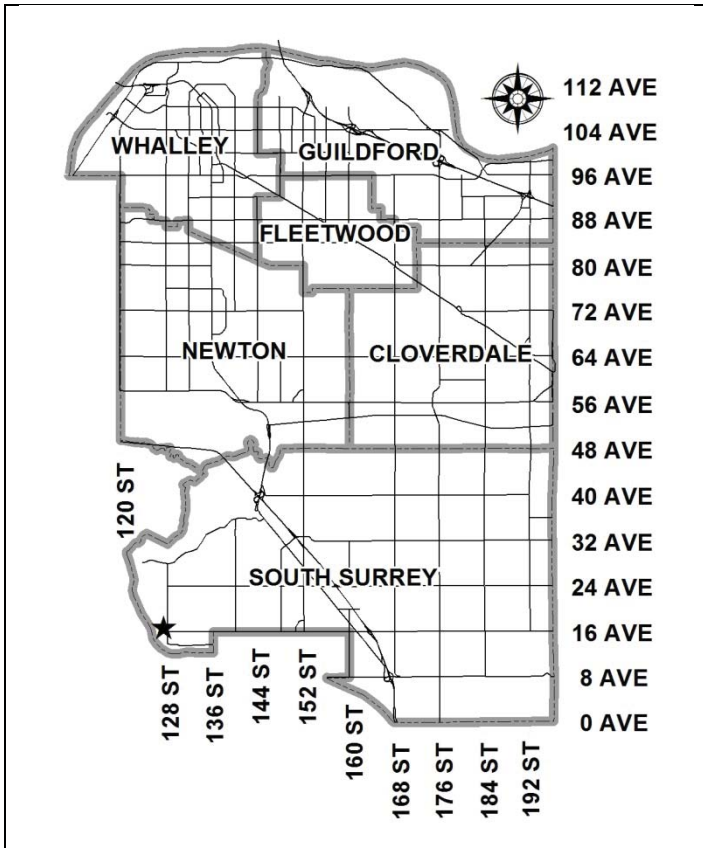 112 AVE
104 AVE
WHALLEY
GUILDFORD
96 AVE
88 AVE
FLEETWOOD
80 AVE
72 AVE
NEWTON
CLOVERDALE
64 AVE
56 AVE
48 AVE
120 ST
40 AVE
32 AVE
SOUTH SURREY
24 AVE
16 AVE
128 ST
136 ST
144 ST
152 ST
160 ST
8 AVE
0 AVE
168 ST
176 ST
184 ST
192 ST